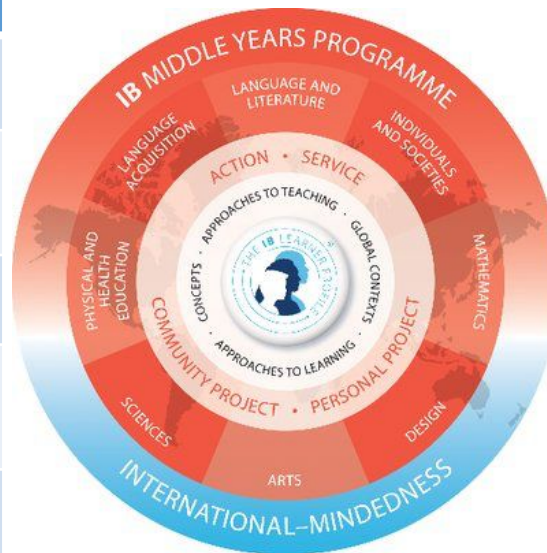 IB MIDDLE YEARS PROGRAMME
LANGUAGE AND
LITERATURE
INDIVIDUALS
AND SOCIETIES
MATHEMATICS
DESIGN
ARTS
SCIENCES
PHYSICAL AND
HEALTH
EDUCATION
LANGUAGE
ACQUISITION
ACTION • SERVICE
COMMUNITY PROJECT • PERSONAL PROJECT
APPROACHES TO TEACHING · GLOBAL CONTEXTS
CONCEPTS · APPROACHES TO LEARNING ·
THE IB LEARNER PROFILE
INTERNATIONAL–MINDEDNESS